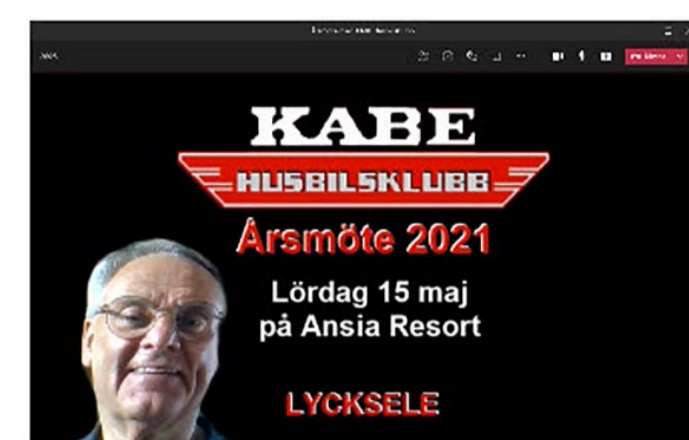 KABE
HUSBILSKLUBB
Årsmöte 2021
Lördag 15 maj
på Ansia Resort
LYCKSELE